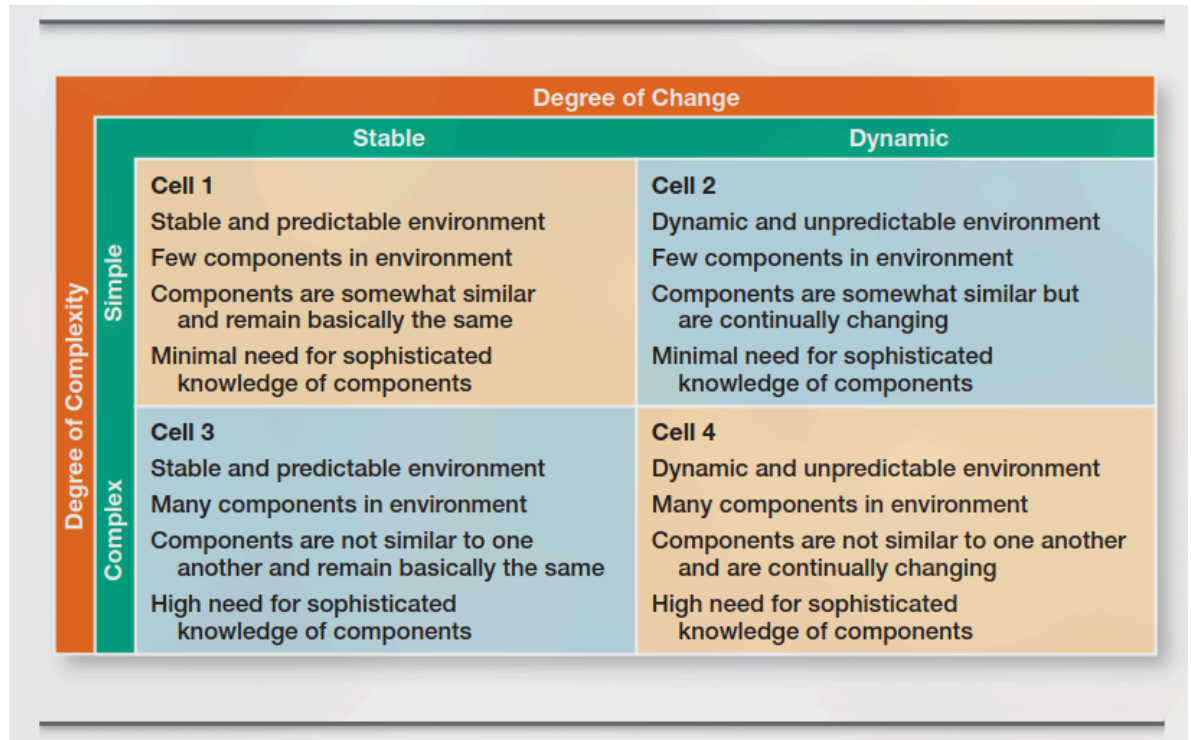 Degree of Change
Stable
Dynamic
Degree of Complexity
Simple
Cell 1
Stable and predictable environment
Few components in environment
Components are somewhat similar
and remain basically the same
Minimal need for sophisticated
knowledge of components
Cell 2
Dynamic and unpredictable environment
Few components in environment
Components are somewhat similar but
are continually changing
Minimal need for sophisticated
knowledge of components
Complex
Cell 3
Stable and predictable environment
Many components in environment
Components are not similar to one
another and remain basically the same
High need for sophisticated
knowledge of components
Cell 4
Dynamic and unpredictable environment
Many components in environment
Components are not similar to one another
and are continually changing
High need for sophisticated
knowledge of components